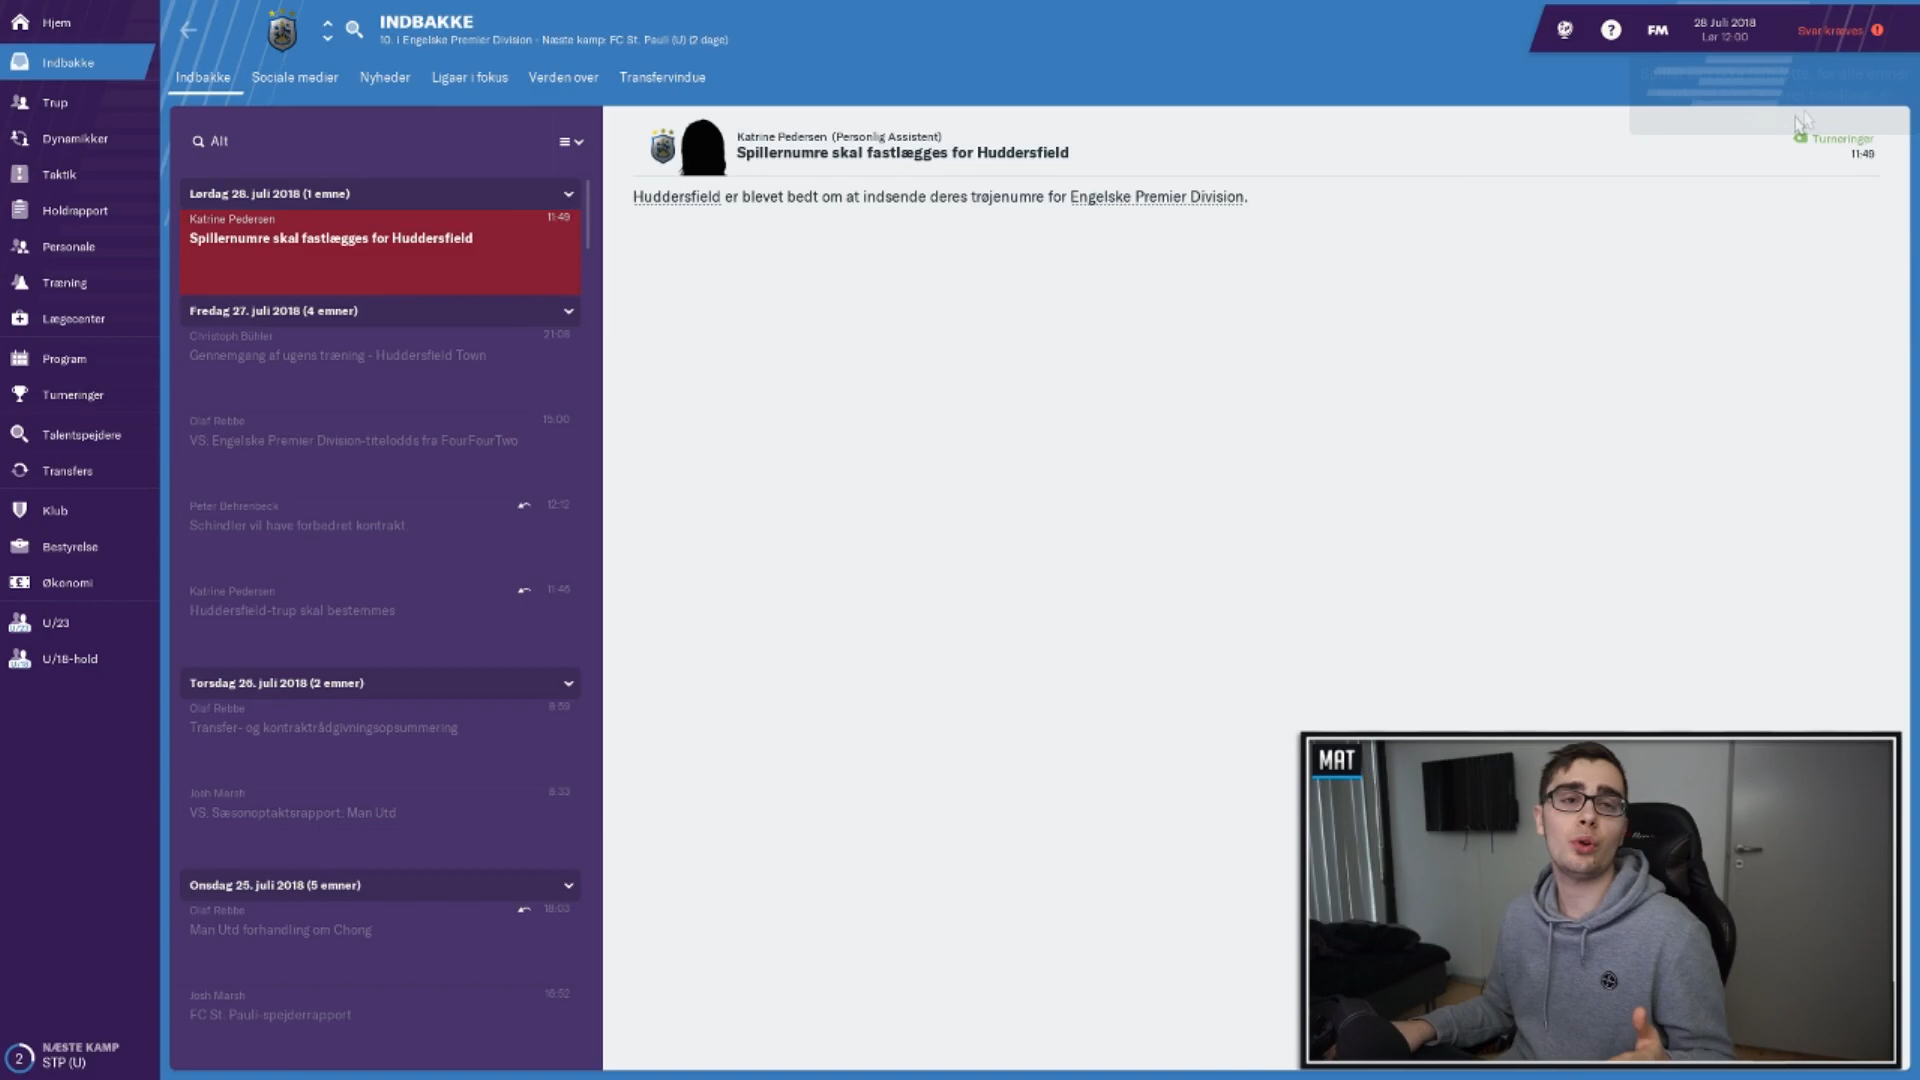 Hjem
Indbakke
Trup
Dynamikker
Taktik
Holdrapport
Personale
Træning
Lægecenter
Program
Turneringer
Talentspejdere
Transfers
Klub
Bestyrelse
Økonomi
U/23
U/18-hold
2
NÆSTE KAMP
STP (U)
INDBAKKE
10. i Engelske Premier Division - Næste kamp: FC St. Pauli (U) (2 dage)
Indbakke Sociale medier Nyheder Ligaer i fokus Verden over Transfervindue
FM
28 Juli 2018
Lør 12:00
Svar kræves
Alt
Lørdag 28. juli 2018 (1 emne)
Katrine Pedersen 11:49
Spillernumre skal fastlægges for Huddersfield
Fredag 27. juli 2018 (4 emner)
Christoph Bühler 21:08
Gennemgang af ugens træning - Huddersfield Town
Olaf Rebbe 15:00
VS: Engelske Premier Division-titelodds fra FourFourTwo
Peter Dehrenbeck 12:12
Schindler vil have forbedret kontrakt
Katrine Pedersen 11:46
Huddersfield-trup skal bestemmes
Torsdag 26. juli 2018 (2 emner)
Olaf Rebbe 8:59
Transfer- og kontraktrådgivningsopsummering
Josh Marsh 8:33
VS: Sæsonoptaktsrapport: Man Utd
Onsdag 25. juli 2018 (5 emner)
Olaf Rebbe 18:03
Man Utd forhandling om Chong
Josh Marsh 16:52
FC St. Pauli-spejderrapport
Katrine Pedersen (Personlig Assistent)
Spillernumre skal fastlægges for Huddersfield
Turneringer
11:49
Huddersfield er blevet bedt om at indsende deres trøjenumre for Engelske Premier Division.
MAT